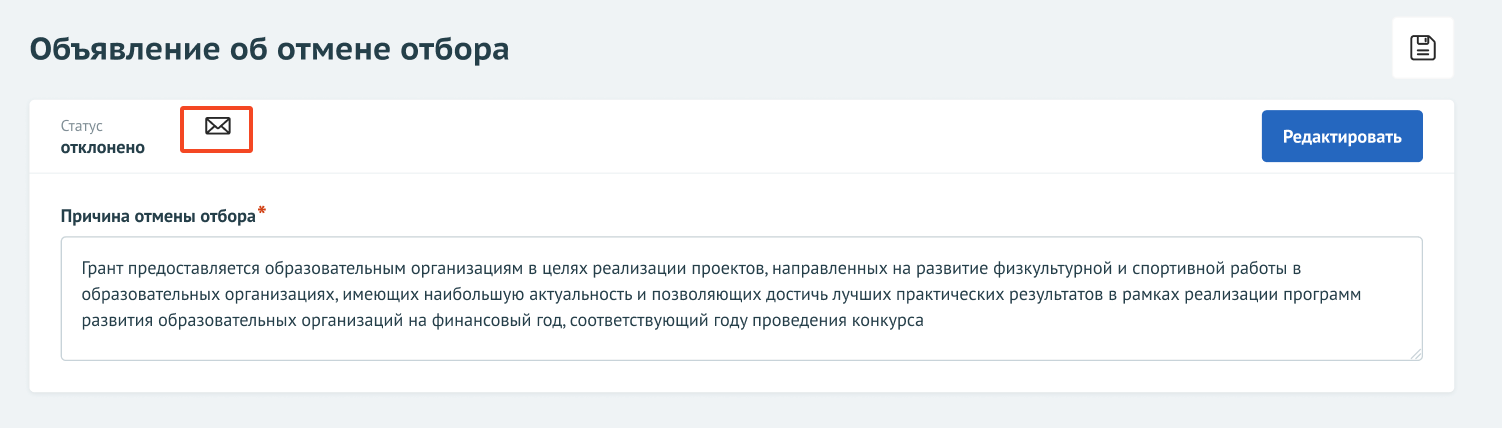 Объявление об отмене отбора
Статус
отклонено
Редактировать
Причина отмены отбора*
Грант предоставляется образовательным организациям в целях реализации проектов, направленных на развитие физкультурной и спортивной работы в
образовательных организациях, имеющих наибольшую актуальность и позволяющих достичь лучших практических результатов в рамках реализации программ
развития образовательных организаций на финансовый год, соответствующий году проведения конкурса